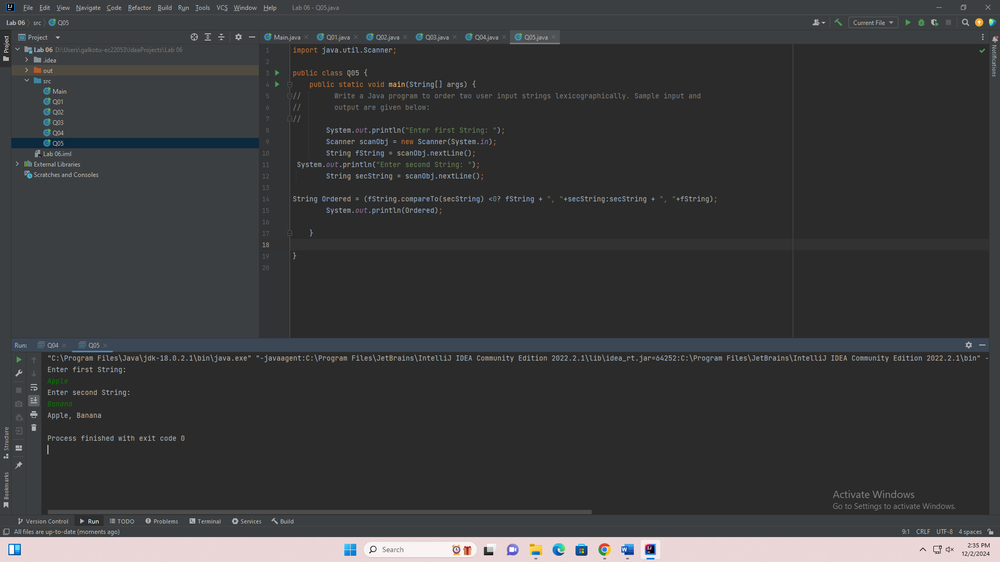 File Edit View Navigate Code Refactor Build Run Tools VCS Window Help Lab 06 - Q05.java
Lab 06 src Q05
Current File
Project
Main.java Q01.java Q02.java Q03.java Q04.java Q05.java
Project
Notifications
Lab 06 D:\Users\galkotu-ec22053\IdeaProjects\Lab 06
.idea
out
src
Main
Q01
Q02
Q03
Q04
Q05
Lab 06.iml
External Libraries
Scratches and Consoles
1 import java.util.Scanner;
2
3 public class Q05 {
4 public static void main(String[] args) {
5 // Write a Java program to order two user input strings lexicographically. Sample input and
6 // output are given below:
7 //
8 System.out.println("Enter first String: ");
9 Scanner scanObj = new Scanner(System.in);
10 String fString = scanObj.nextLine();
11 System.out.println("Enter second String: ");
12 String secString = scanObj.nextLine();
13
14 String Ordered = (fString.compareTo(secString) <0? fString + ", "+secString:secString + ", "+fString);
15 System.out.println(Ordered);
16
17 }
18
19 }
20
Run: Q04 Q05
"C:\Program Files\Java\jdk-18.0.2.1\bin\java.exe" "-javaagent:C:\Program Files\JetBrains\IntelliJ IDEA Community Edition 2022.2.1\lib\idea_rt.jar=64252:C:\Program Files\JetBrains\IntelliJ IDEA Community Edition 2022.2.1\bin" -
Enter first String:
Apple
Enter second String:
Banana
Apple, Banana
Process finished with exit code 0
Structure
Bookmarks
Activate Windows
Go to Settings to activate Windows.
Version Control Run TODO Problems Terminal Services Build
All files are up-to-date (moments ago)
9:1 CRLF UTF-8 4 spaces
Search
2:35 PM
12/2/2024